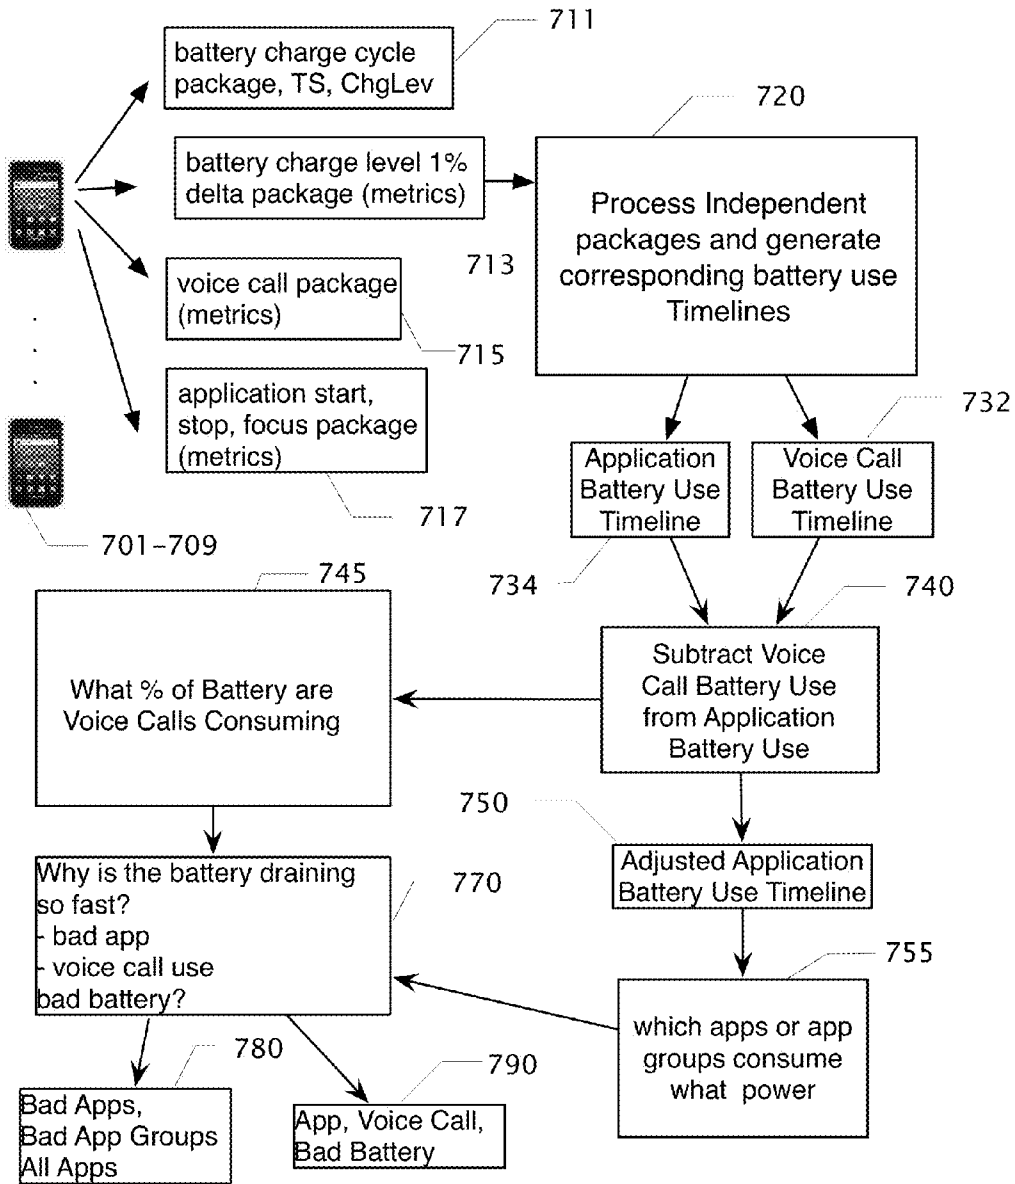 711
battery charge cycle
package, TS, ChgLev
720
battery charge level 1%
delta package (metrics)
Process Independent
packages and generate
corresponding battery use
Timelines
713
voice call package
(metrics)
715
application start,
stop, focus package
(metrics)
717
701-709
732
Application
Battery Use
Timeline
Voice Call
Battery Use
Timeline
734
745
740
What % of Battery are
Voice Calls Consuming
Subtract Voice
Call Battery Use
from Application
Battery Use
750
Adjusted Application
Battery Use Timeline
Why is the battery draining
so fast?
- bad app
- voice call use
bad battery?
770
755
which apps or app
groups consume
what power
780
Bad Apps,
Bad App Groups
All Apps
790
App, Voice Call,
Bad Battery